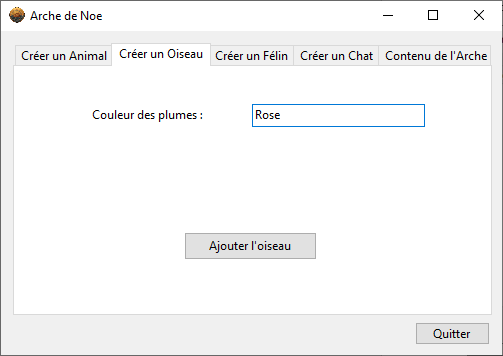 Arche de Noe
Créer un Animal Créer un Oiseau Créer un Félin Créer un Chat Contenu de l'Arche
Couleur des plumes : Rose
Ajouter l'oiseau
Quitter